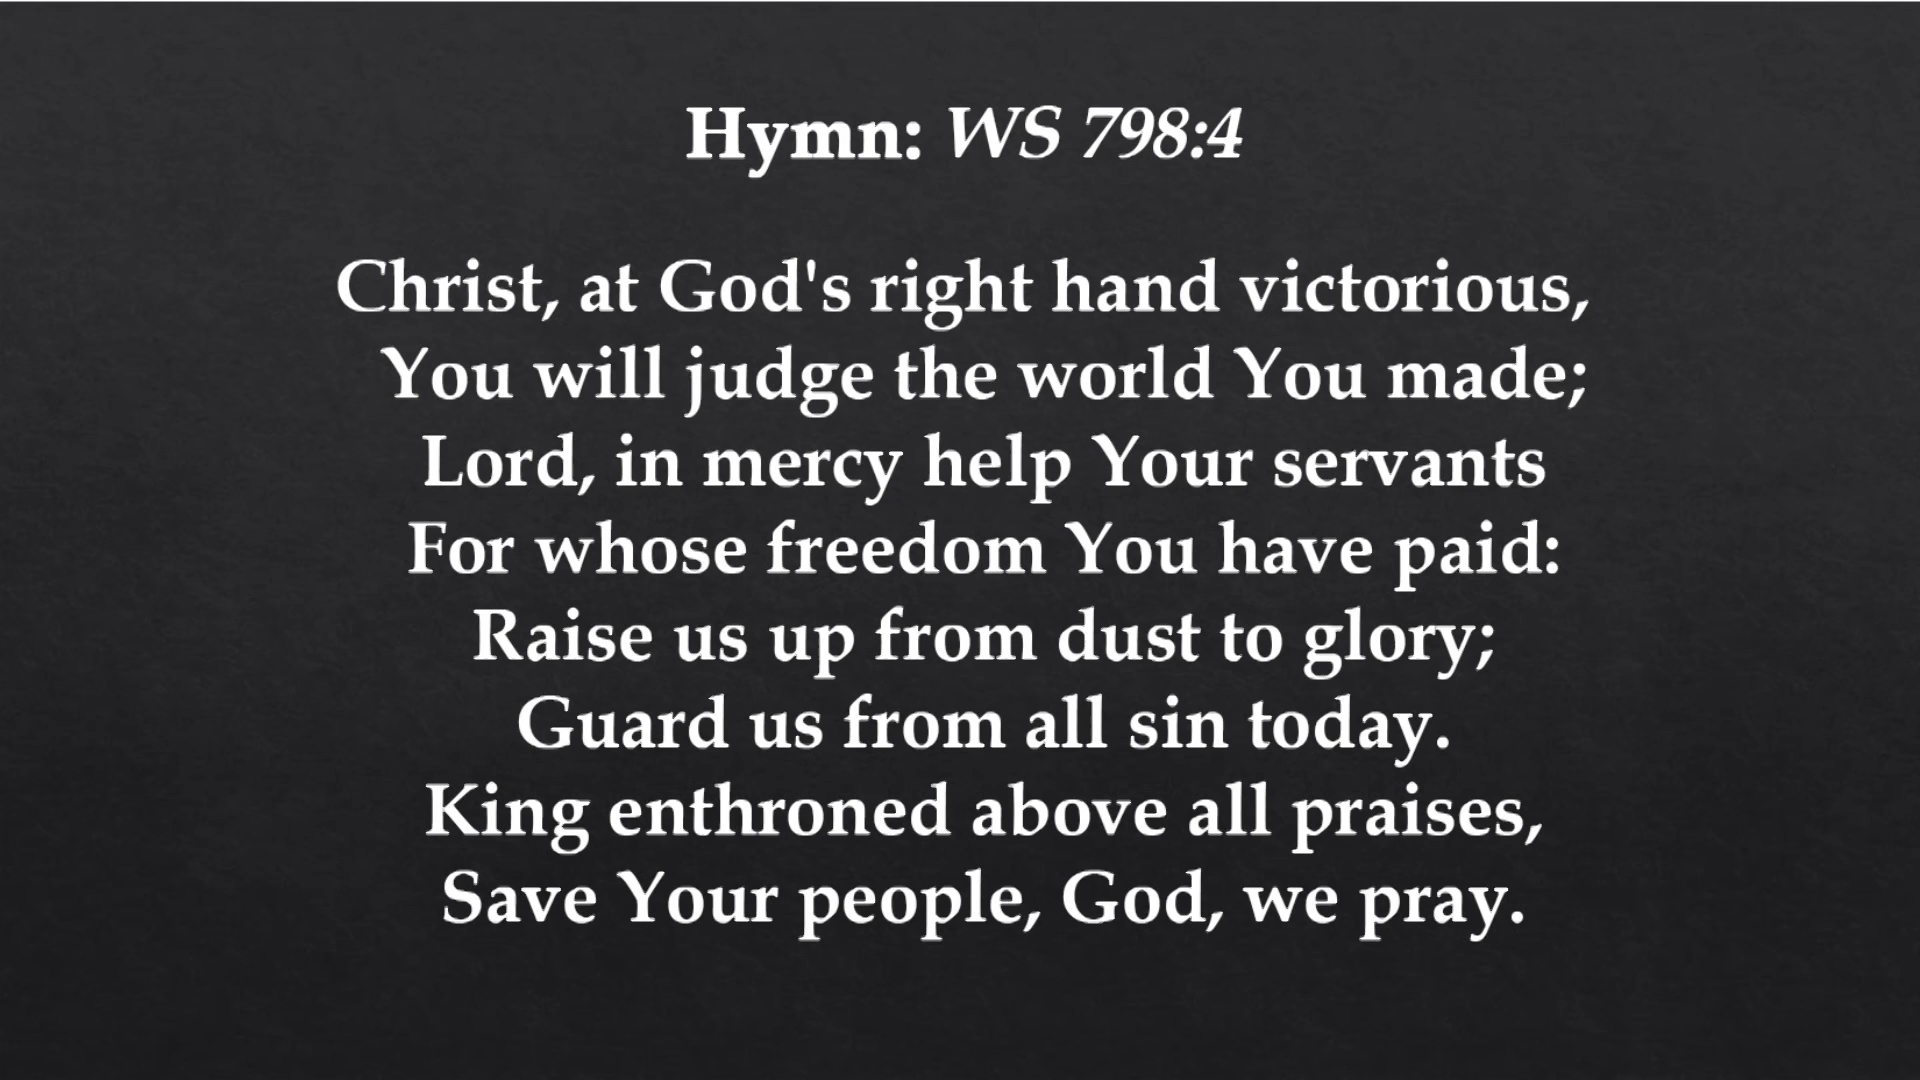 Hymn: WS 798:4
Christ, at God's right hand victorious,
You will judge the world You made;
Lord, in mercy help Your servants
For whose freedom You have paid:
Raise us up from dust to glory;
Guard us from all sin today.
King enthroned above all praises,
Save Your people, God, we pray.